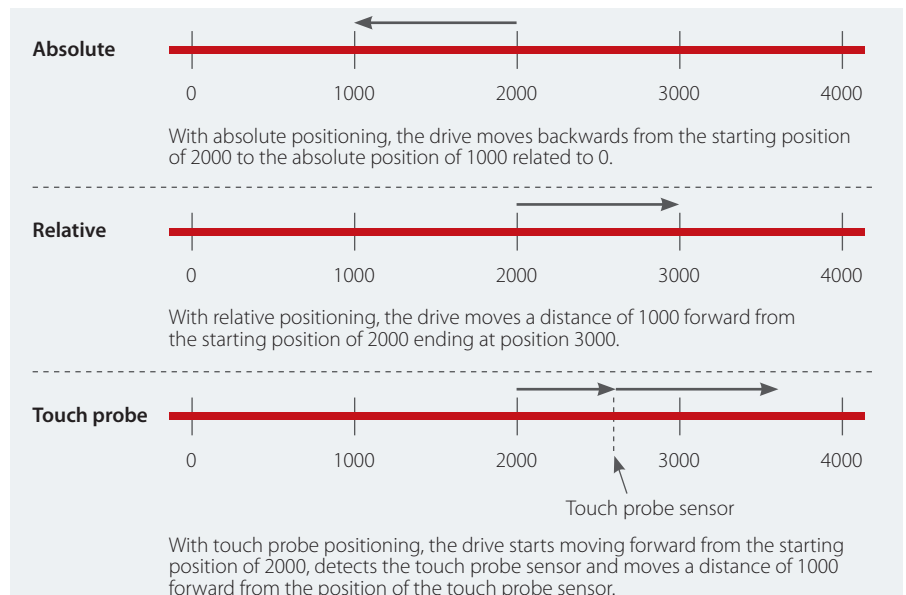 Absolute
0 1000 2000 3000 4000
With absolute positioning, the drive moves backwards from the starting position
of 2000 to the absolute position of 1000 related to 0.
Relative
0 1000 2000 3000 4000
With relative positioning, the drive moves a distance of 1000 forward from
the starting position of 2000 ending at position 3000.
Touch probe
0 1000 2000 3000 4000
Touch probe sensor
With touch probe positioning, the drive starts moving forward from the starting
position of 2000, detects the touch probe sensor and moves a distance of 1000
forward from the position of the touch probe sensor.